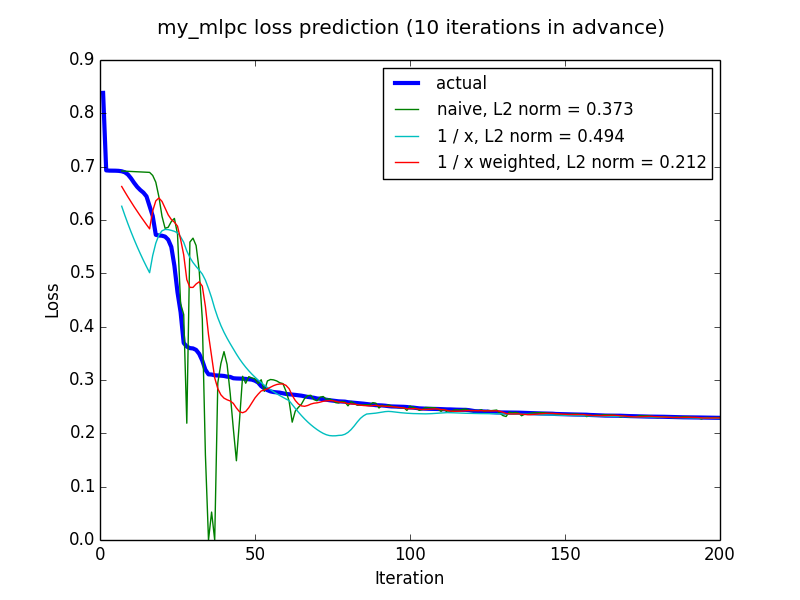 my_mlpc loss prediction (10 iterations in advance)
actual
naive, L2 norm = 0.373
1 / x, L2 norm = 0.494
1 / x weighted, L2 norm = 0.212
Loss
0.9
0.8
0.7
0.6
0.5
0.4
0.3
0.2
0.1
0.0
0 50 100 150 200
Iteration